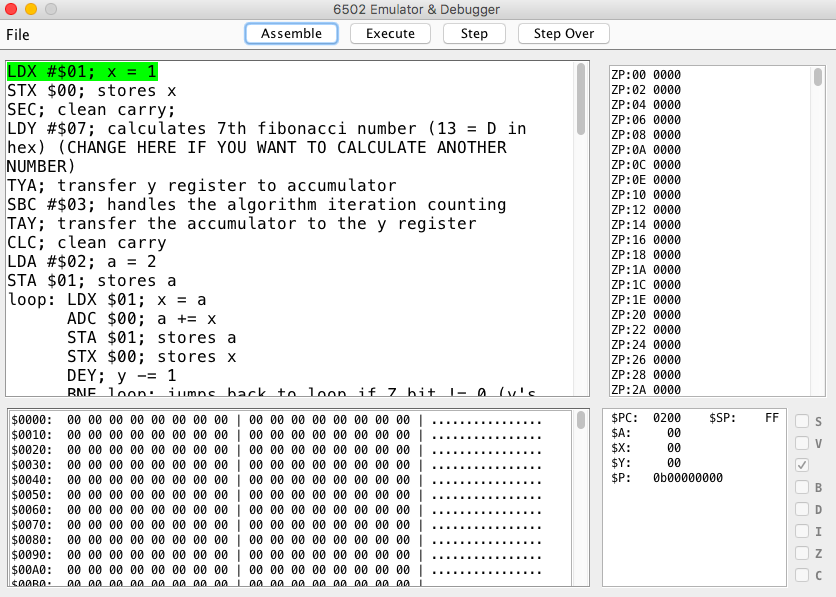 6502 Emulator & Debugger
File
Assemble
Execute
Step
Step Over
LDX #$01; x = 1
STX $00; stores x
SEC; clean carry;
LDY #$07; calculates 7th fibonacci number (13 = D in
hex) (CHANGE HERE IF YOU WANT TO CALCULATE ANOTHER
NUMBER)
TYA; transfer y register to accumulator
SBC #$03; handles the algorithm iteration counting
TAY; transfer the accumulator to the y register
CLC; clean carry
LDA #$02; a = 2
STA $01; stores a
loop: LDX $01; x = a
ADC $00; a += x
STA $01; stores a
STX $00; stores x
DEY; y -= 1
BNE loop; jumps back to loop if Z bit != 0 (y's
ZP:00 0000
ZP:02 0000
ZP:04 0000
ZP:06 0000
ZP:08 0000
ZP:0A 0000
ZP:0C 0000
ZP:0E 0000
ZP:10 0000
ZP:12 0000
ZP:14 0000
ZP:16 0000
ZP:18 0000
ZP:1A 0000
ZP:1C 0000
ZP:1E 0000
ZP:20 0000
ZP:22 0000
ZP:24 0000
ZP:26 0000
ZP:28 0000
ZP:2A 0000
$0000: 00 00 00 00 00 00 00 00 | 00 00 00 00 00 00 00 00 | ................
$0010: 00 00 00 00 00 00 00 00 | 00 00 00 00 00 00 00 00 | ................
$0020: 00 00 00 00 00 00 00 00 | 00 00 00 00 00 00 00 00 | ................
$0030: 00 00 00 00 00 00 00 00 | 00 00 00 00 00 00 00 00 | ................
$0040: 00 00 00 00 00 00 00 00 | 00 00 00 00 00 00 00 00 | ................
$0050: 00 00 00 00 00 00 00 00 | 00 00 00 00 00 00 00 00 | ................
$0060: 00 00 00 00 00 00 00 00 | 00 00 00 00 00 00 00 00 | ................
$0070: 00 00 00 00 00 00 00 00 | 00 00 00 00 00 00 00 00 | ................
$0080: 00 00 00 00 00 00 00 00 | 00 00 00 00 00 00 00 00 | ................
$0090: 00 00 00 00 00 00 00 00 | 00 00 00 00 00 00 00 00 | ................
$00A0: 00 00 00 00 00 00 00 00 | 00 00 00 00 00 00 00 00 | ................
$00B0: 00 00 00 00 00 00 00 00 | 00 00 00 00 00 00 00 00 |
$PC: 0200 $SP: FF
$A: 00
$X: 00
$Y: 00
$P: 0b00000000
S
V
B
D
I
Z
C